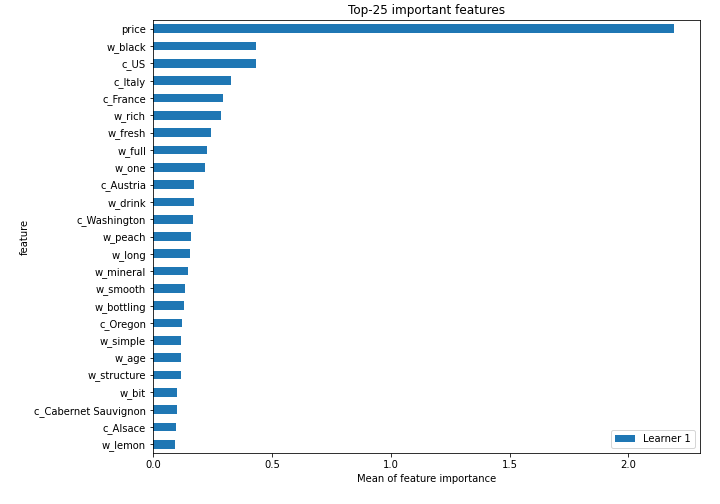 Top-25 important features
price
w_black
c_US
c_Italy
c_France
w_rich
w_fresh
w_full
w_one
c_Austria
w_drink
c_Washington
w_peach
w_long
w_mineral
w_smooth
w_bottling
c_Oregon
w_simple
w_age
w_structure
w_bit
c_Cabernet Sauvignon
c_Alsace
w_lemon
feature
Learner 1
0.0 0.5 1.0 1.5 2.0
Mean of feature importance